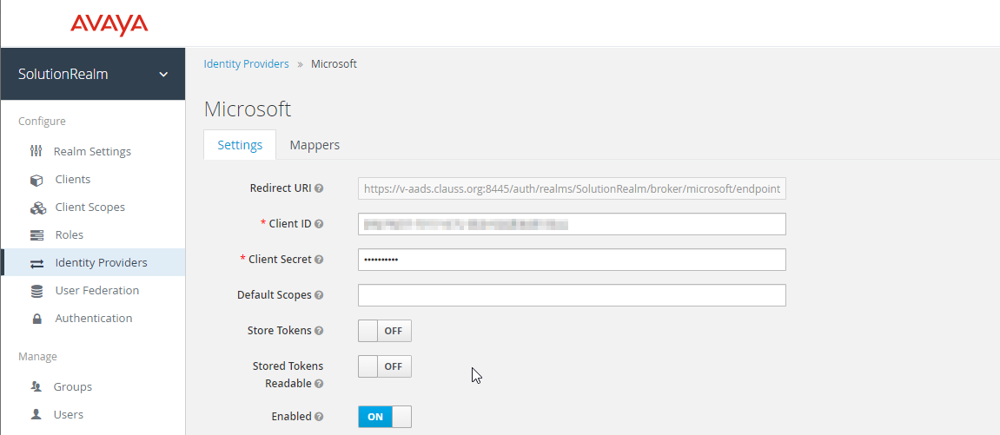 AVAYA
SolutionRealm
Identity Providers » Microsoft
Microsoft
Configure
Settings Mappers
Realm Settings
Clients
Client Scopes
Roles
Identity Providers
User Federation
Authentication
Manage
Groups
Users
Redirect URI
https://v-aads.clauss.org:8445/auth/realms/SolutionRealm/broker/microsoft/endpoint
* Client ID
* Client Secret
••••••••••
Default Scopes
Store Tokens
OFF
Stored Tokens
Readable
OFF
Enabled
ON